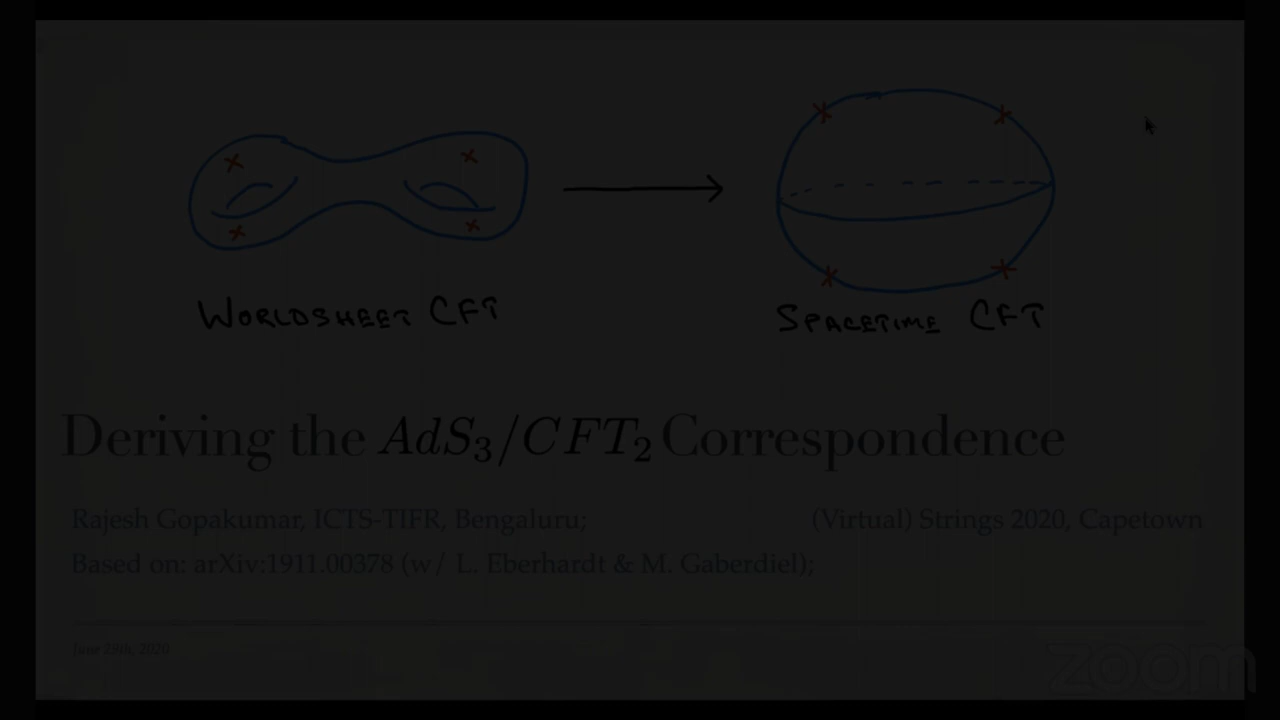 WORLDSHEET CFT
SPACETIME CFT
Deriving the AdS₃/CFT₂ Correspondence
Rajesh Gopakumar, ICTS-TIFR, Bengaluru; (Virtual) Strings 2020, Capetown
Based on: arXiv:1911.00378 (w/ L. Eberhardt & M. Gaberdiel);
June 29th, 2020
zoom